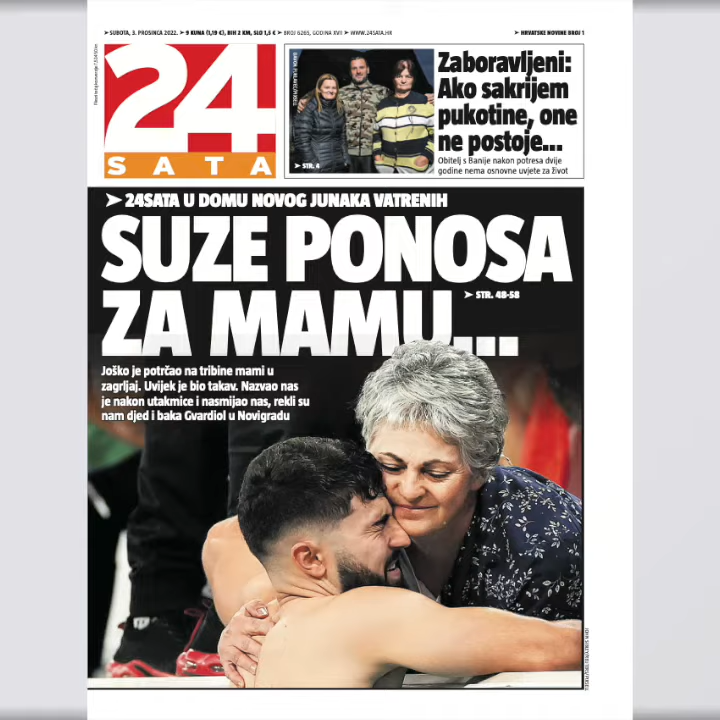 ➤ SUBOTA, 3. PROSINCA 2022. ➤ 9 KUNA (1,19 €), BIH 2 KM, SLO 1,5 € ➤ BROJ 6265, GODINA XVII ➤ WWW.24SATA.HR
➤ HRVATSKE NOVINE BROJ 1
24
SATA
➤ STR. 4
Zaboravljeni:
Ako sakrijem
pukotine, one
ne postoje...
Obitelj s Banije nakon potresa dvije
godine nema osnovne uvjete za život
➤ 24SATA U DOMU NOVOG JUNAKA VATRENIH
SUZE PONOSA
➤ STR. 48-58
ZA MAMU...
Joško je potrčao na tribine mami u
zagrljaj. Uvijek je bio takav. Nazvao nas
je nakon utakmice i nasmijao nas, rekli su
nam djed i baka Gvardiol u Novigradu